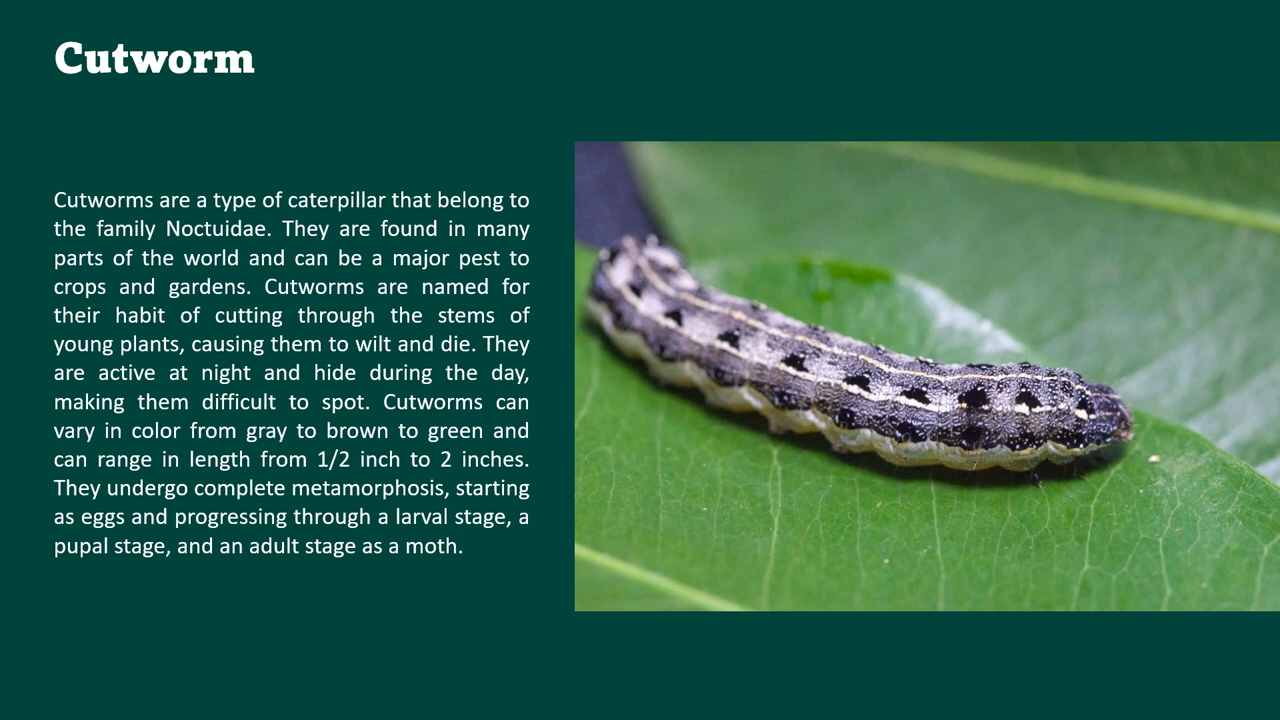 Cutworm
Cutworms are a type of caterpillar that belong to
the family Noctuidae. They are found in many
parts of the world and can be a major pest to
crops and gardens. Cutworms are named for
their habit of cutting through the stems of
young plants, causing them to wilt and die. They
are active at night and hide during the day,
making them difficult to spot. Cutworms can
vary in color from gray to brown to green and
can range in length from 1/2 inch to 2 inches.
They undergo complete metamorphosis, starting
as eggs and progressing through a larval stage, a
pupal stage, and an adult stage as a moth.